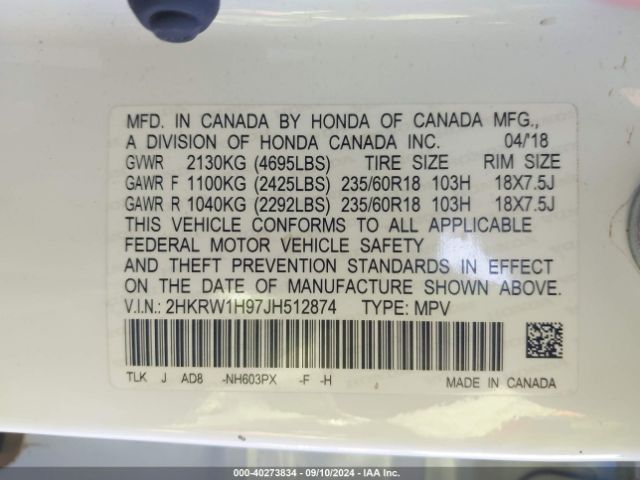 MFD. IN CANADA BY HONDA OF CANADA MFG.,
A DIVISION OF HONDA CANADA INC. 04/'18
GVWR 2130KG (4695LBS) TIRE SIZE RIM SIZE
GAWR F 1100KG (2425LBS) 235/60R18 103H 18X7.5J
GAWR R 1040KG (2292LBS) 235/60R18 103H 18X7.5J
THIS VEHICLE CONFORMS TO ALL APPLICABLE
FEDERAL MOTOR VEHICLE SAFETY
AND THEFT PREVENTION STANDARDS IN EFFECT
ON THE DATE OF MANUFACTURE SHOWN ABOVE.
V.I.N.: 2HKRW1H97JH512874 TYPE: MPV
TLK J AD8 -NH603PX -F -H MADE IN CANADA
000-40273834 - 09/10/2024 - IAA Inc.